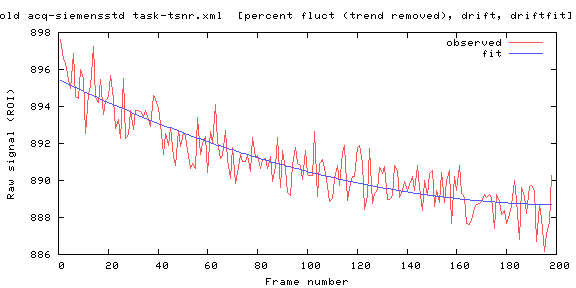 old acq-siemensstd task-tsnr.xml [percent fluct (trend removed), drift, driftfit]
898
896
894
892
890
888
886
Raw signal (ROI)
observed
fit
0 20 40 60 80 100 120 140 160 180 200
Frame number